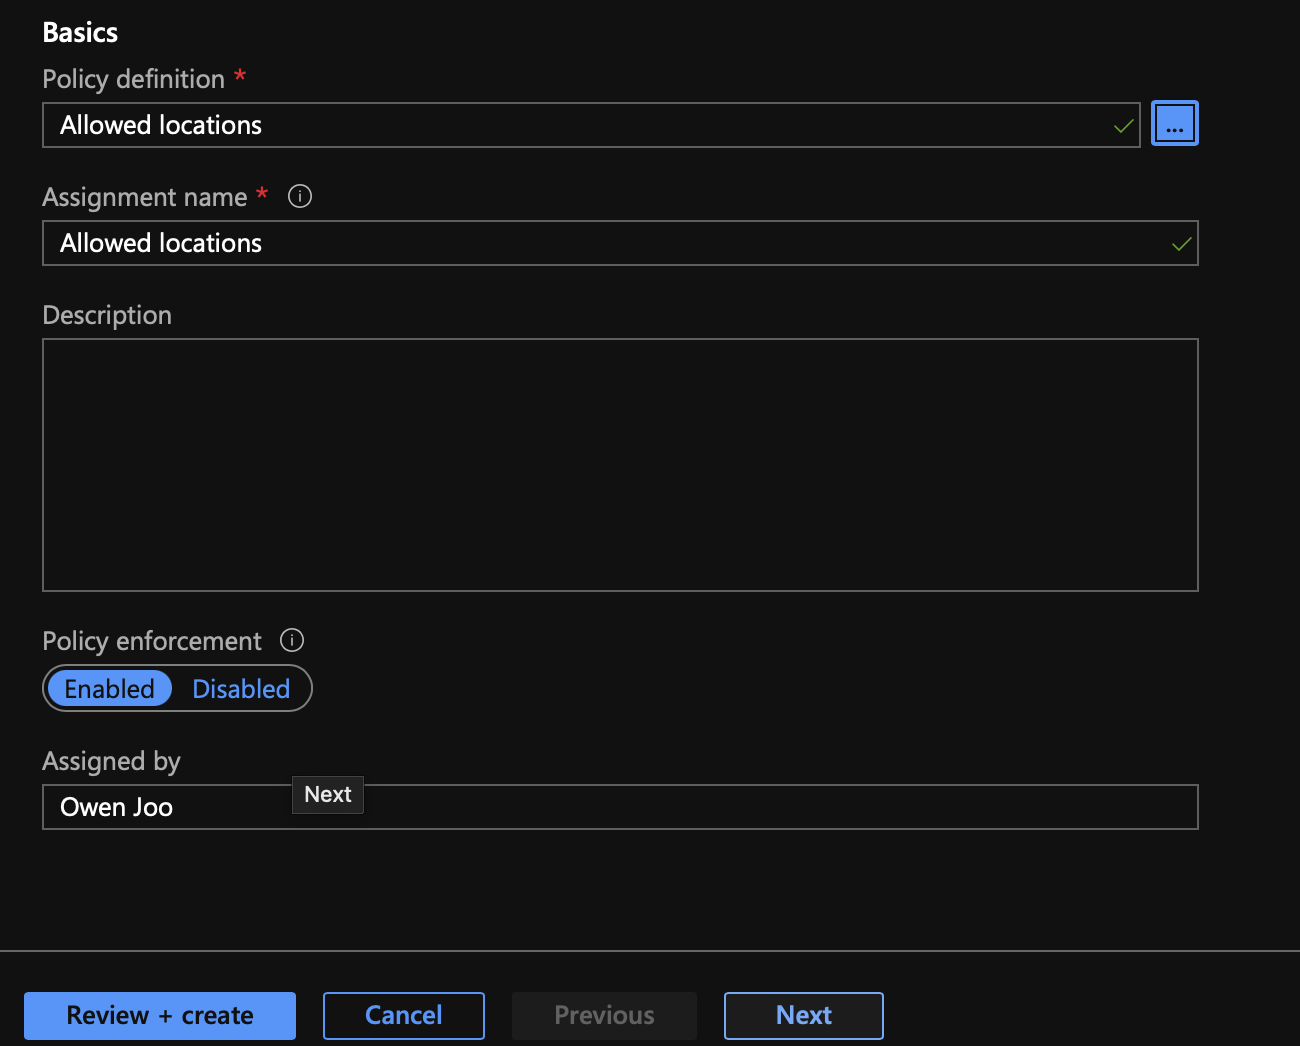 Basics
Policy definition *
Allowed locations
...
Assignment name *
Allowed locations
Description
Policy enforcement
Enabled Disabled
Assigned by
Owen Joo
Next
Review + create Cancel Previous Next